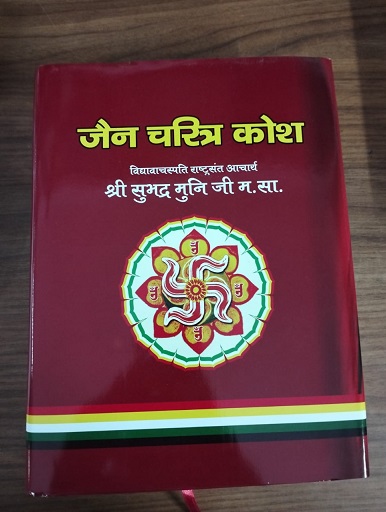 जैन चरित्र कोश
विद्यावाचस्पति राष्ट्रसंत आचार्य
श्री सुभद्र मुनि जी म.सा.